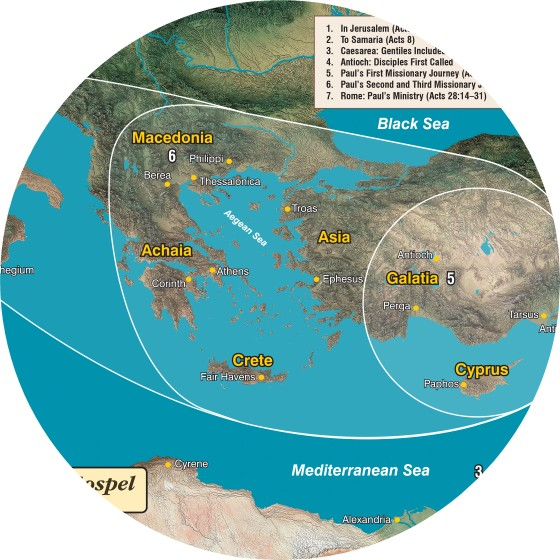 1. In Jerusalem
2. To Samaria (Acts 8)
3. Caesarea: Gentiles
4. Antioch: Disciples First Called
5. Paul's First Missionary Journey
6. Paul's Second and Third Missionary
7. Rome: Paul's Ministry (Acts 28:14–31)
Black Sea
Macedonia
6
Philippi
Berea
Thessalonica
Troas
Aegean Sea
Asia
Achaia
Antioch
Athens
Galatia 5
Corinth
Ephesus
Perga
Tarsus
Crete
Fair Havens
Cyprus
Paphos
Cyrene
Mediterranean Sea
3
Alexandria